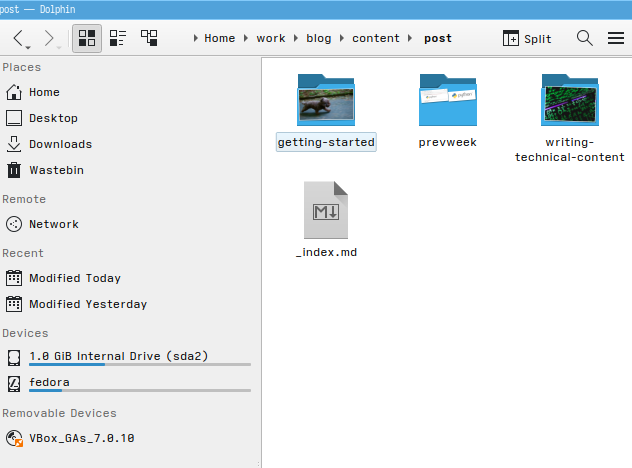 post — Dolphin
Home work blog content post
Split
Places
Home
Desktop
Downloads
Wastebin
Remote
Network
Recent
Modified Today
Modified Yesterday
Devices
1.0 GiB Internal Drive (sda2)
fedora
Removable Devices
VBox_GAs_7.0.10
getting-started
prevweek
writing-
technical-content
M
_index.md